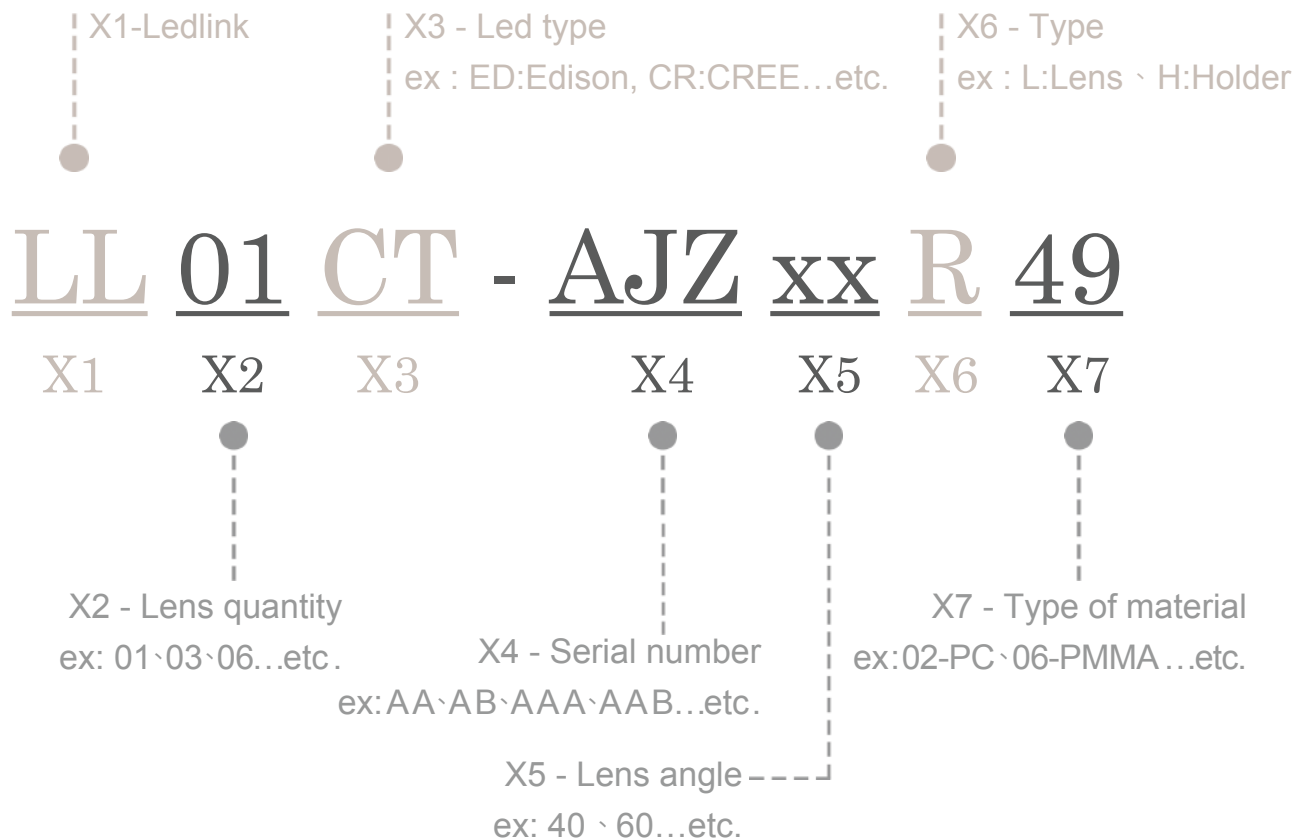 X1-Ledlink
X3 - Led type
ex : ED:Edison, CR:CREE…etc.
X6 - Type
ex : L:Lens、H:Holder
LL 01 CT - AJZ xx R 49
X1 X2 X3 X4 X5 X6 X7
X2 - Lens quantity
ex: 01、03、06…etc.
X4 - Serial number
ex:AA、AB、AAA、AAB…etc.
X7 - Type of material
ex:02-PC、06-PMMA…etc.
X5 - Lens angle
ex: 40、60…etc.